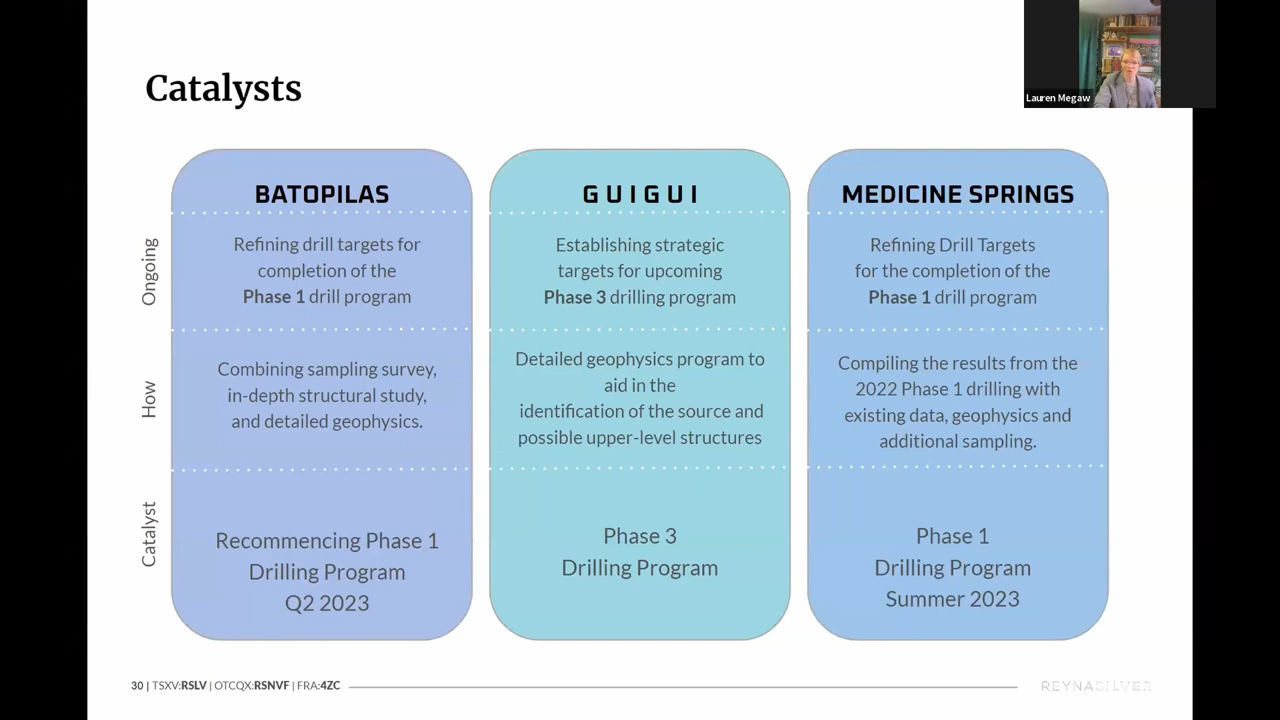 Catalysts
Lauren Megaw
BATOPILAS
Ongoing
Refining drill targets for
completion of the
Phase 1 drill program
How
Combining sampling survey,
in-depth structural study,
and detailed geophysics.
Catalyst
Recommencing Phase 1
Drilling Program
Q2 2023
GUIGUI
Establishing strategic
targets for upcoming
Phase 3 drilling program
Detailed geophysics program to
aid in the
identification of the source and
possible upper-level structures
Phase 3
Drilling Program
MEDICINE SPRINGS
Refining Drill Targets
for the completion of the
Phase 1 drill program
Compiling the results from the
2022 Phase 1 drilling with
existing data, geophysics and
additional sampling.
Phase 1
Drilling Program
Summer 2023
30 | TSXV:RSLV | OTCQX:RSNVF | FRA:4ZC
REYNASILVER